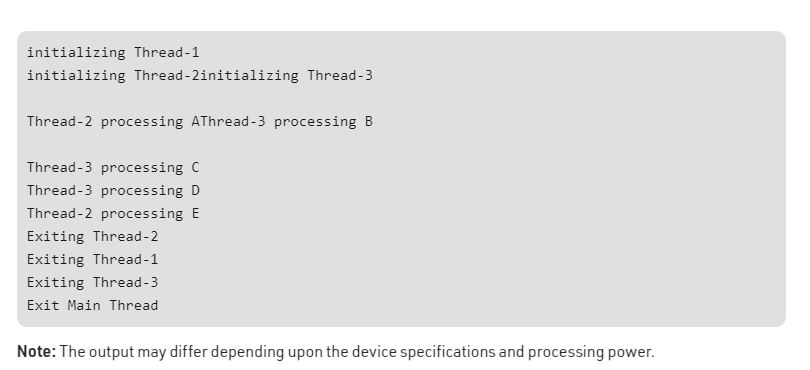 initializing Thread-1
initializing Thread-2initializing Thread-3
Thread-2 processing AThread-3 processing B
Thread-3 processing C
Thread-3 processing D
Thread-2 processing E
Exiting Thread-2
Exiting Thread-1
Exiting Thread-3
Exit Main Thread
Note: The output may differ depending upon the device specifications and processing power.